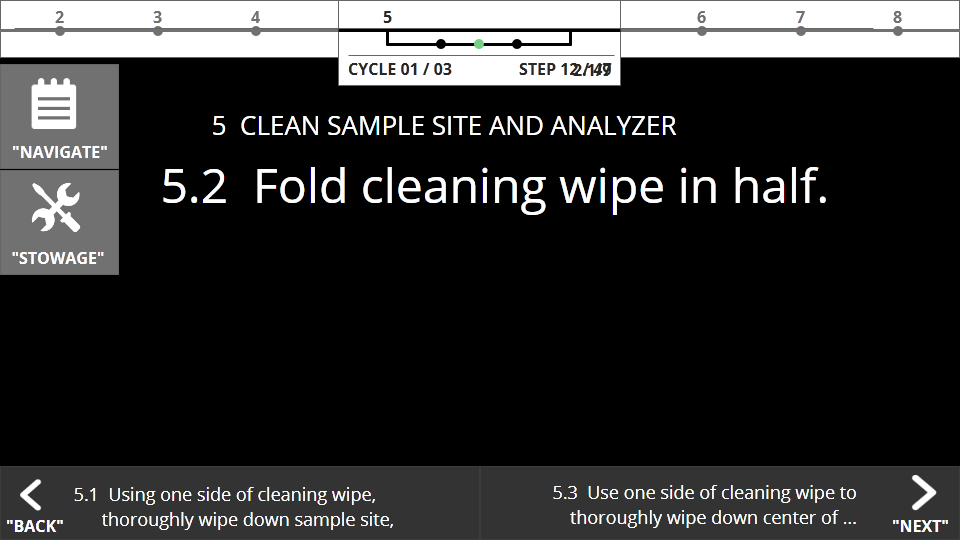 2 3 4 5 6 7 8
CYCLE 01 / 03 STEP
"NAVIGATE"
"STOWAGE"
5 CLEAN SAMPLE SITE AND ANALYZER
5.2 Fold cleaning wipe in half.
5.1 Using one side of cleaning wipe,
thoroughly wipe down sample site,
"BACK"
5.3 Use one side of cleaning wipe to
thoroughly wipe down center of ...
"NEXT"